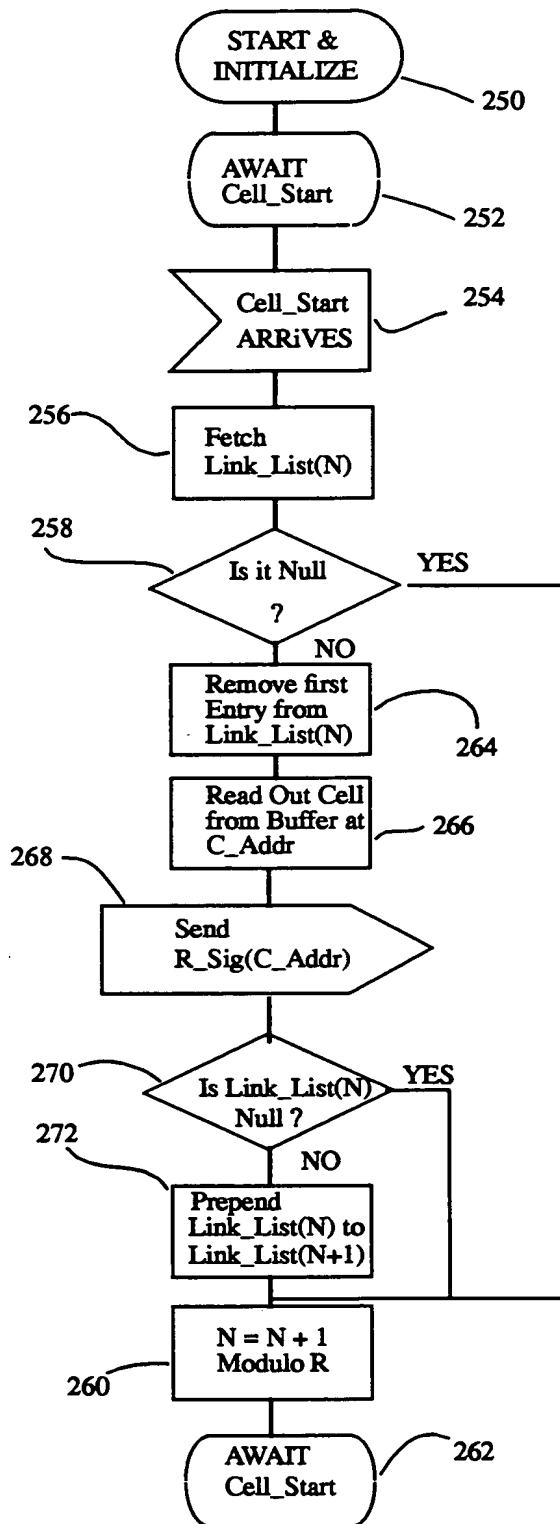 START &
INITIALIZE
250
AWAIT
Cell_Start
252
Cell_Start
ARRiVES
254
256
Fetch
Link_List(N)
258
Is it Null
?
YES
NO
Remove first
Entry from
Link_List(N)
264
Read Out Cell
from Buffer at
C_Addr
266
268
Send
R_Sig(C_Addr)
270
Is Link_List(N)
Null ?
YES
272
NO
Prepend
Link_List(N) to
Link_List(N+1)
N = N + 1
Modulo R
260
AWAIT
Cell_Start
262